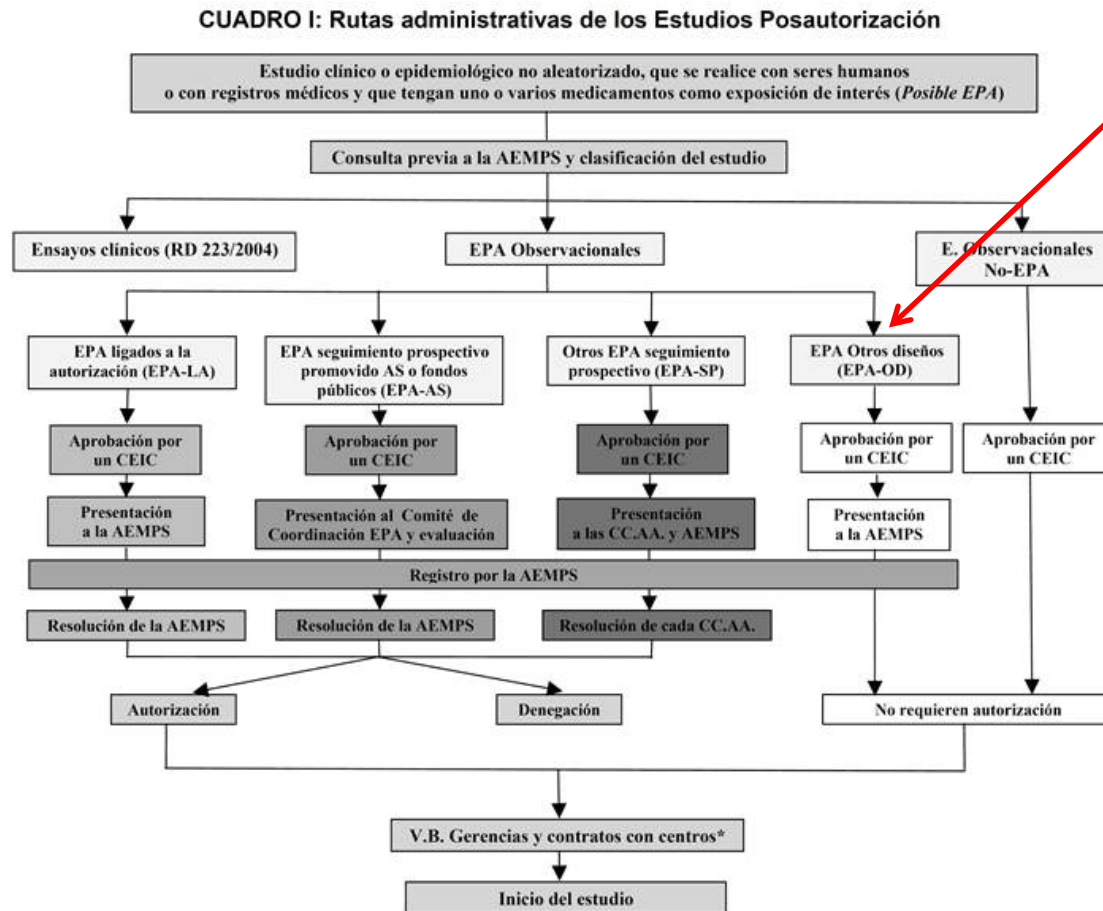 CUADRO I: Rutas administrativas de los Estudios Posautorización
Estudio clínico o epidemiológico no aleatorizado, que se realice con seres humanos
o con registros médicos y que tengan uno o varios medicamentos como exposición de interés (Posible EPA)
Consulta previa a la AEMPS y clasificación del estudio
Ensayos clínicos (RD 223/2004)
EPA Observacionales
E. Observacionales
No-EPA
EPA ligados a la
autorización (EPA-LA)
EPA seguimiento prospectivo
promovido AS o fondos
públicos (EPA-AS)
Otros EPA seguimiento
prospectivo (EPA-SP)
EPA Otros diseños
(EPA-OD)
Aprobación por
un CEIC
Aprobación por
un CEIC
Aprobación por
un CEIC
Aprobación por
un CEIC
Aprobación por
un CEIC
Presentación
a la AEMPS
Presentación al Comité de
Coordinación EPA y evaluación
Presentación
a las CC.AA. y AEMPS
Presentación
a la AEMPS
Registro por la AEMPS
Resolución de la AEMPS
Resolución de la AEMPS
Resolución de cada CC.AA.
Autorización
Denegación
No requieren autorización
V.B. Gerencias y contratos con centros*
Inicio del estudio